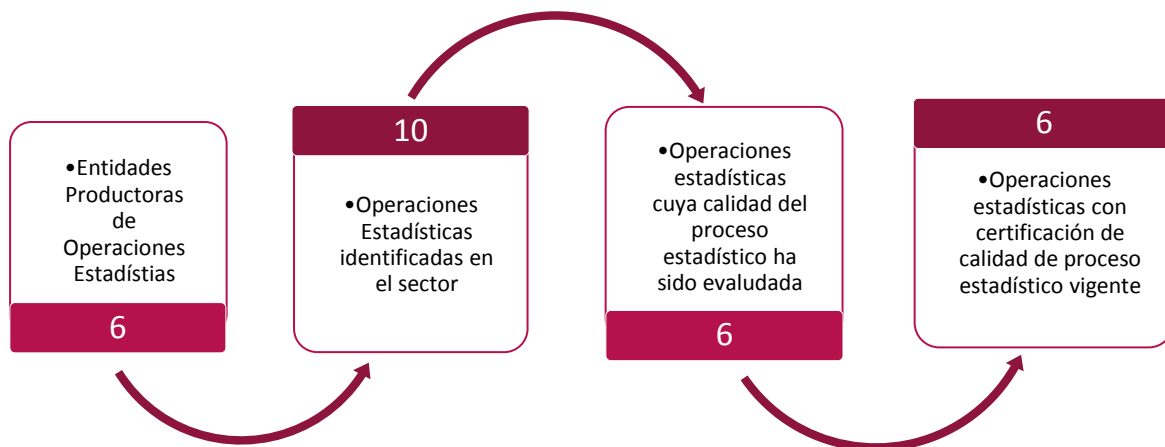 •Entidades
Productoras
de
Operaciones
Estadístias
6
10
•Operaciones
Estadísticas
identificadas en
el sector
•Operaciones
estadísticas
cuya calidad del
proceso
estadístico ha
sido evaludada
6
6
•Operaciones
estadísticas con
certificación de
calidad de proceso
estadístico vigente